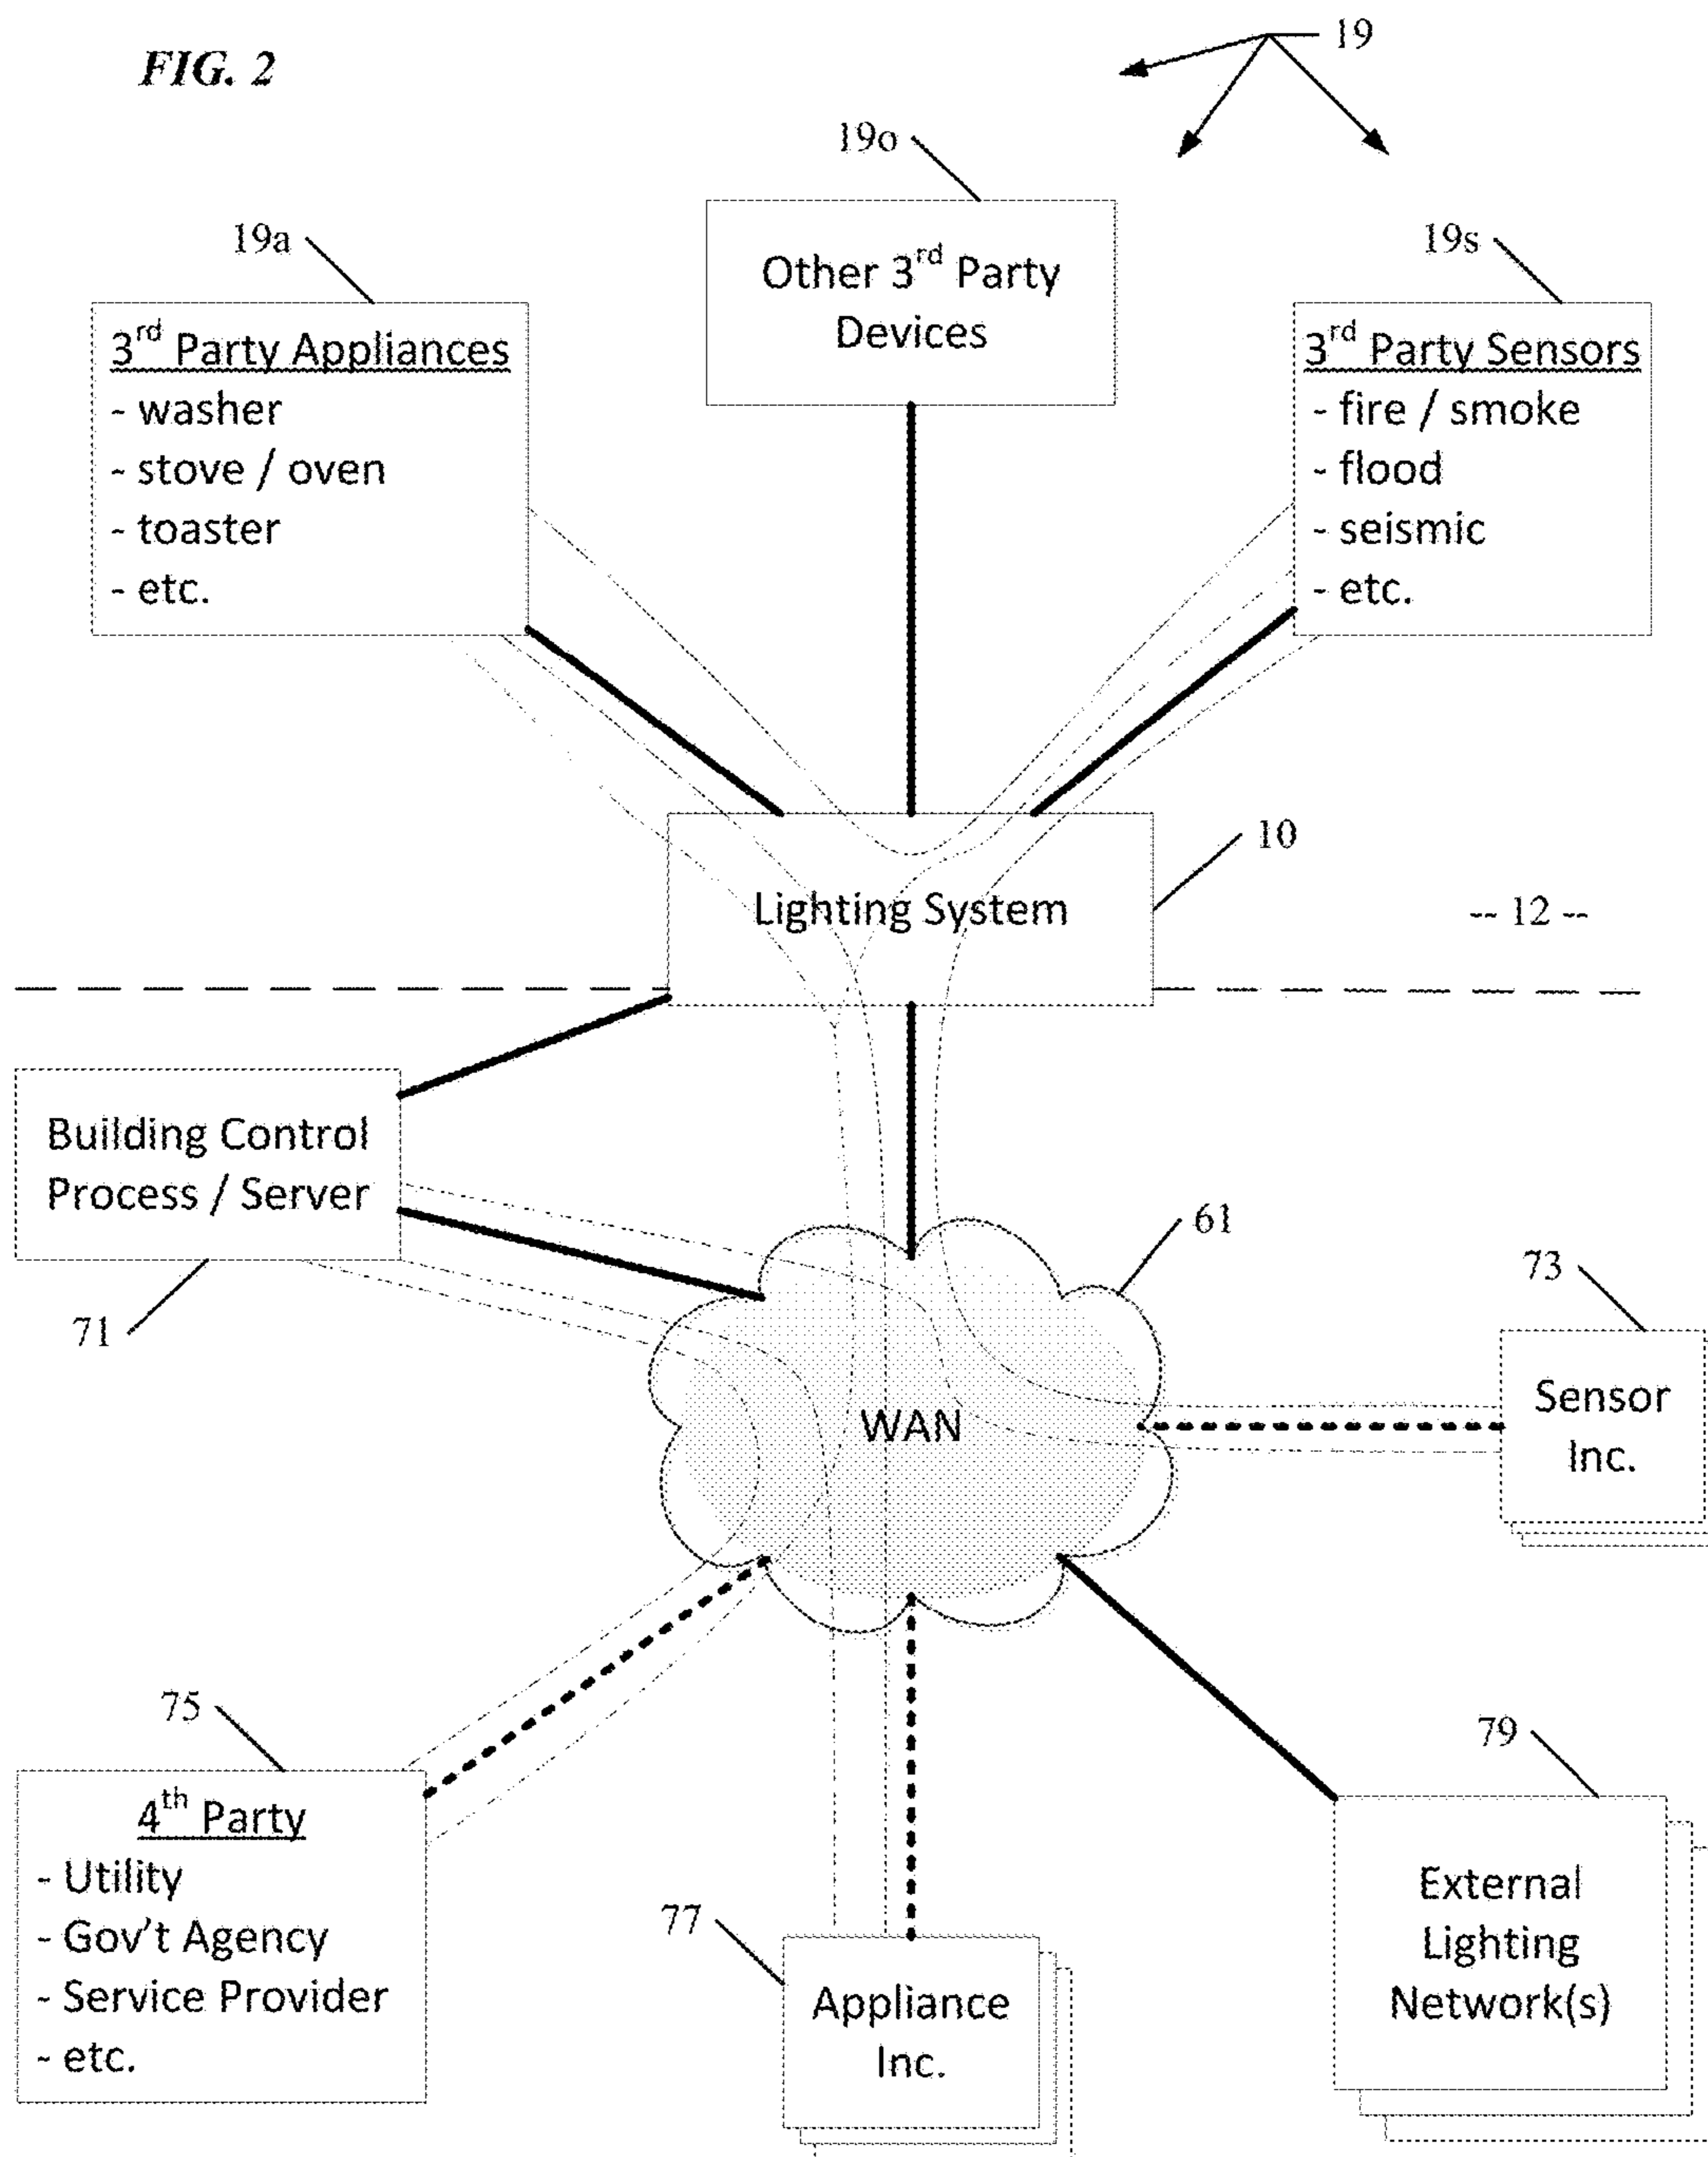 FIG. 2
19
19o
19a
19s
Other 3rd Party
Devices
3rd Party Appliances
- washer
- stove / oven
- toaster
- etc.
3rd Party Sensors
- fire / smoke
- flood
- seismic
- etc.
10
Lighting System
-- 12 --
Building Control
Process / Server
71
61
73
WAN
Sensor
Inc.
75
4th Party
- Utility
- Gov't Agency
- Service Provider
- etc.
77
Appliance
Inc.
79
External
Lighting
Network(s)